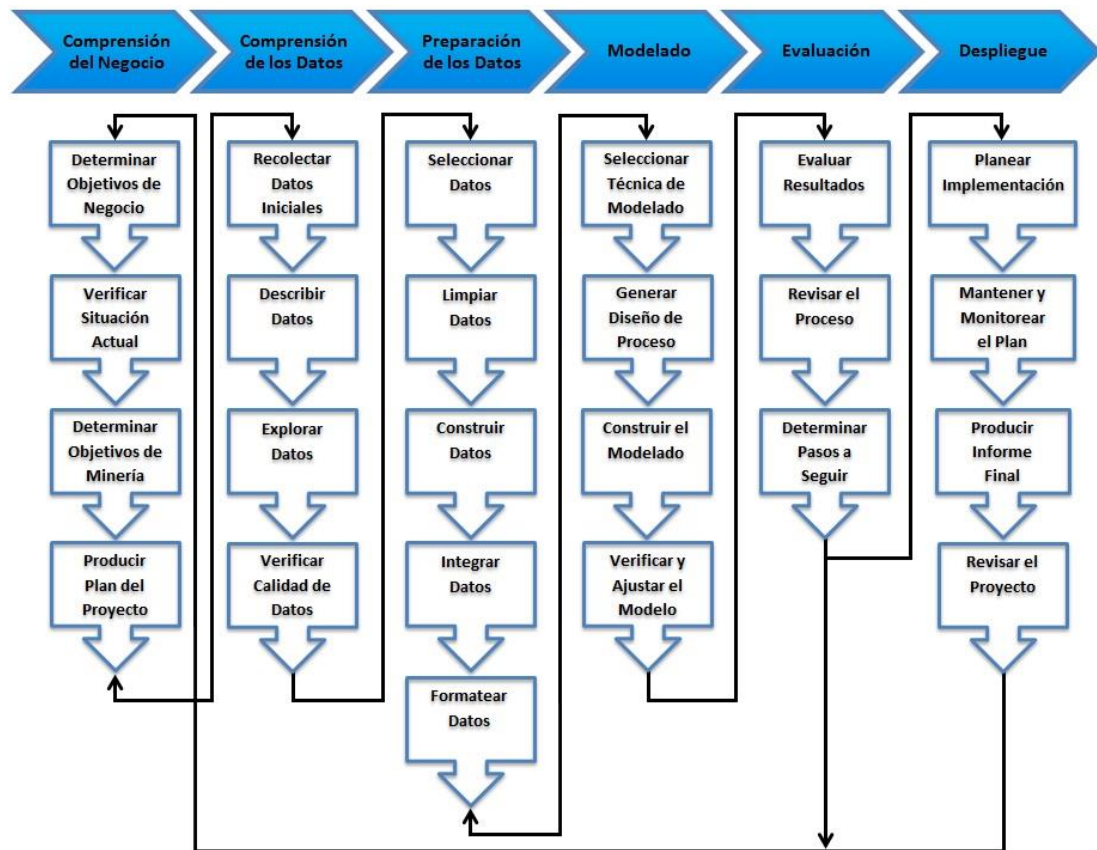 Comprensión
del Negocio
Comprensión
de los Datos
Preparación
de los Datos
Modelado
Evaluación
Despliegue
Determinar
Objetivos de
Negocio
Verificar
Situación
Actual
Determinar
Objetivos de
Minería
Producir
Plan del
Proyecto
Recolectar
Datos
Iniciales
Describir
Datos
Explorar
Datos
Verificar
Calidad de
Datos
Seleccionar
Datos
Limpiar
Datos
Construir
Datos
Integrar
Datos
Formatear
Datos
Seleccionar
Técnica de
Modelado
Generar
Diseño de
Proceso
Construir el
Modelado
Verificar y
Ajustar el
Modelo
Evaluar
Resultados
Revisar el
Proceso
Determinar
Pasos a
Seguir
Planear
Implementación
Mantener y
Monitorear
el Plan
Producir
Informe
Final
Revisar el
Proyecto